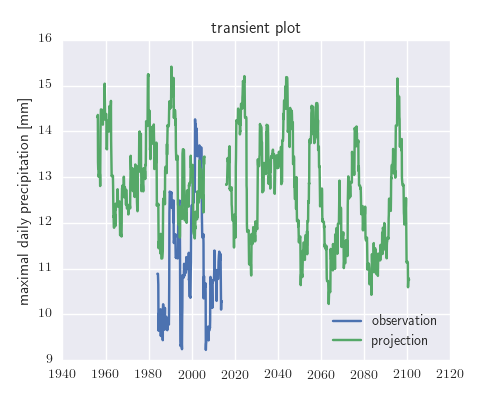 transient plot
maximal daily precipitation [mm]
16
15
14
13
12
11
10
9
1940 1960 1980 2000 2020 2040 2060 2080 2100 2120
observation
projection